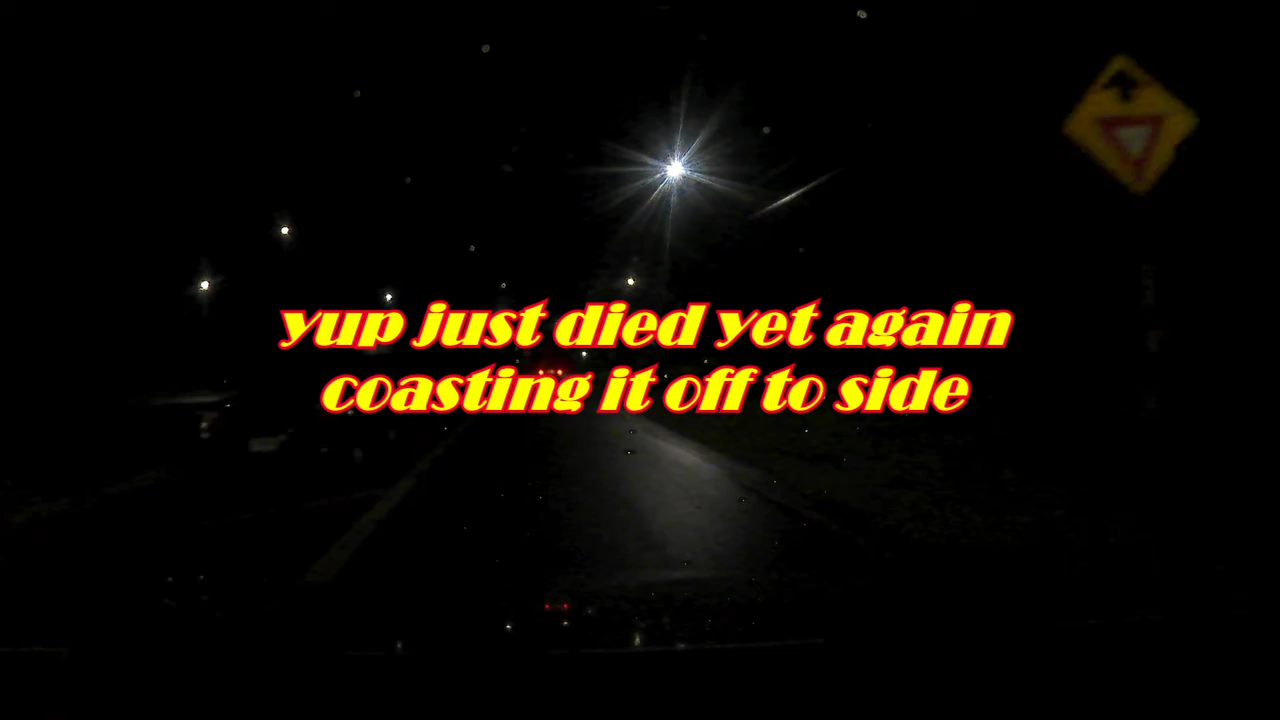 yup just died yet again
coasting it off to side